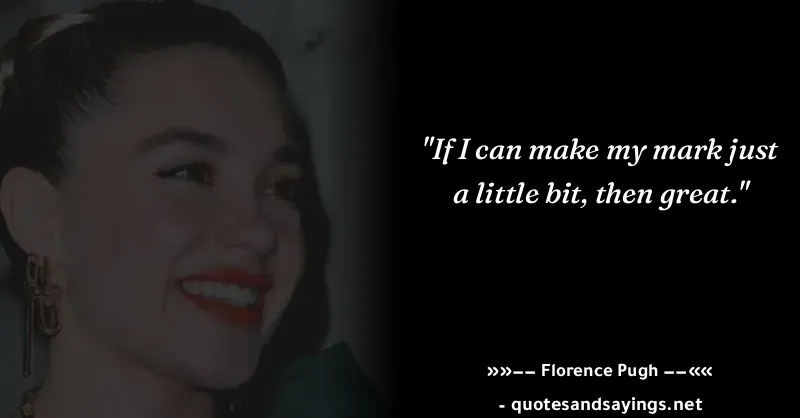 "If I can make my mark just
a little bit, then great."
»»−− Florence Pugh −−««
- quotesandsayings.net